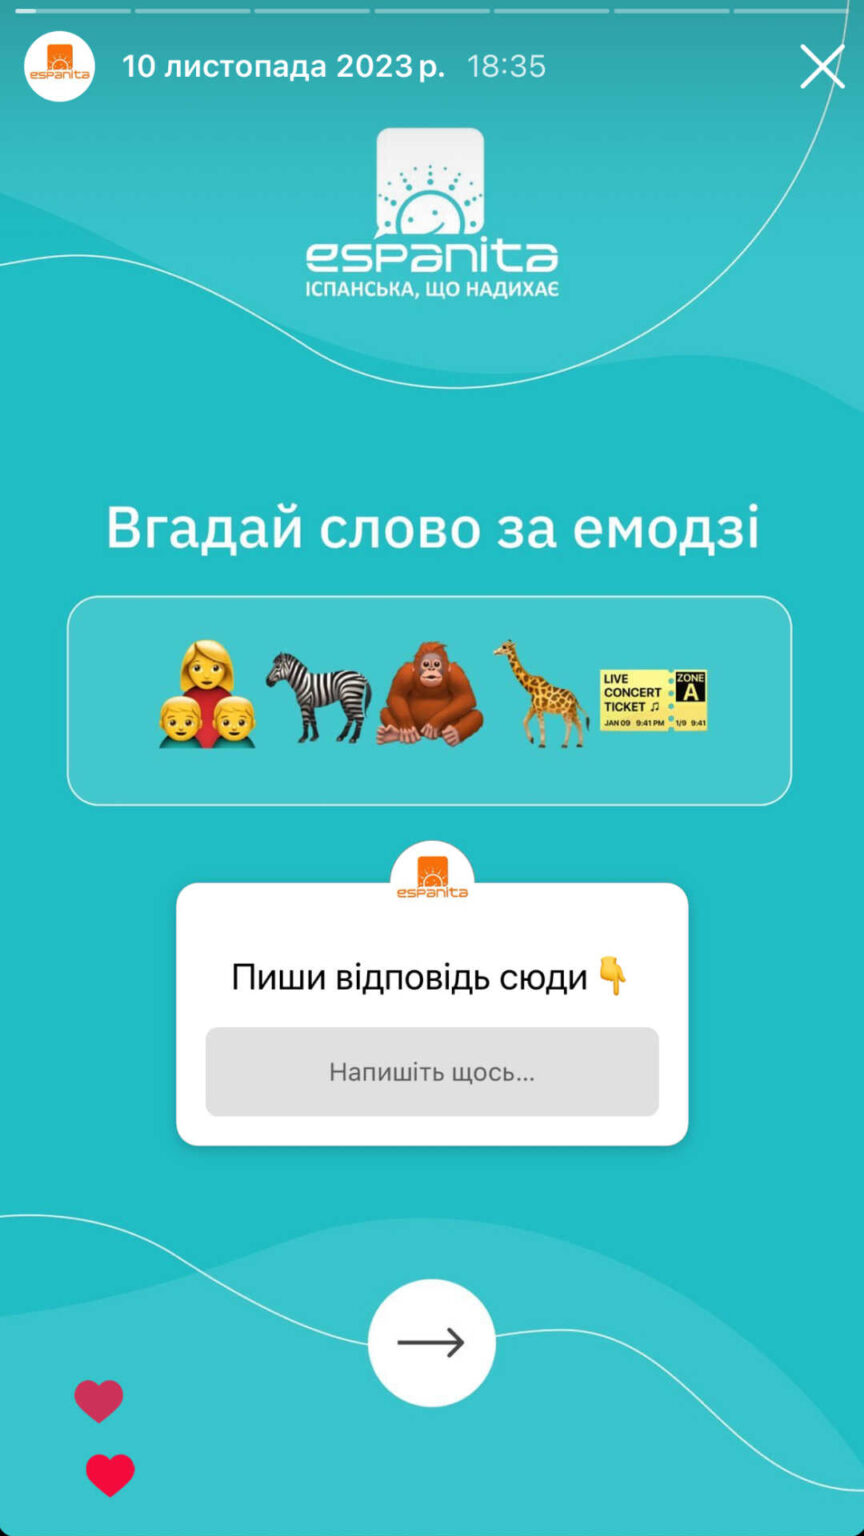 espanita
10 листопада 2023 р. 18:35
espanita
ІСПАНСЬКА, ЩО НАДИХАЄ
Вгадай слово за емодзі
LIVE
CONCERT
TICKET
ZONE
A
JAN 09 9:41 PM
1/9 9:41
espanita
Пиши відповідь сюди
Напишіть щось...